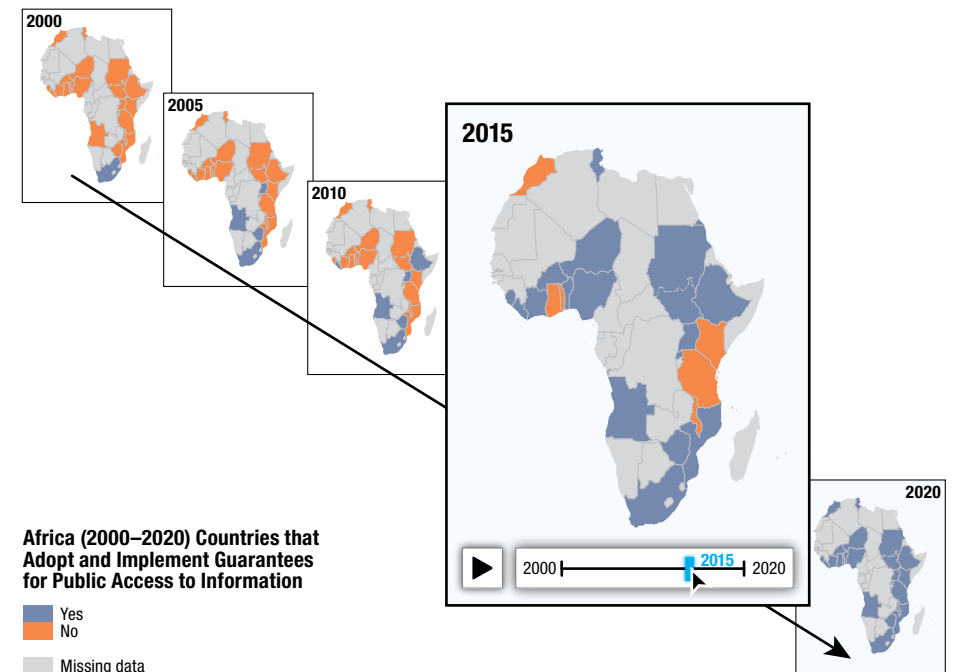 2000
2005
2010
2015
2020
2000
2015
2020
Africa (2000–2020) Countries that
Adopt and Implement Guarantees
for Public Access to Information
Yes
No
Missing data